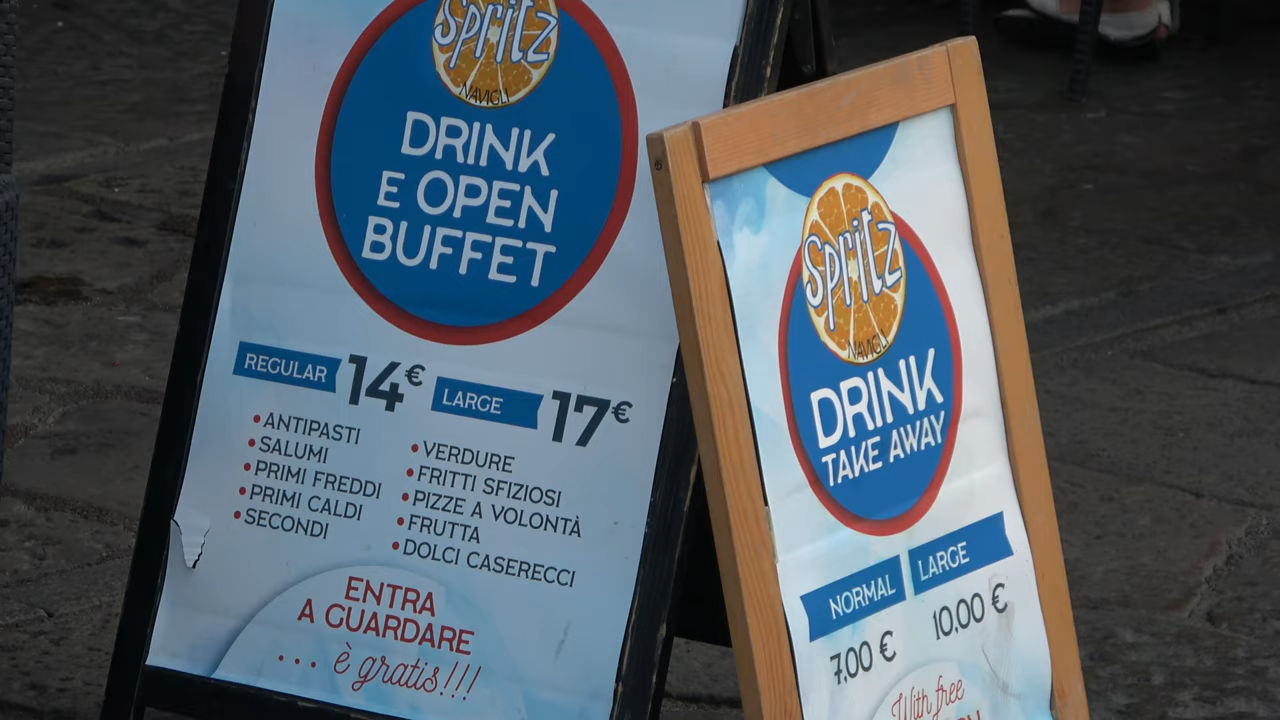 Spritz
NAVIGLI
DRINK
E OPEN
BUFFET
REGULAR 14€
LARGE 17€
• ANTIPASTI
• SALUMI
• PRIMI FREDDI
• PRIMI CALDI
• SECONDI
• VERDURE
• FRITTI SFIZIOSI
• PIZZE A VOLONTÀ
• FRUTTA
• DOLCI CASERECCI
ENTRA
A GUARDARE
... è gratis!!!
Spritz
NAVIGLI
DRINK
TAKE AWAY
NORMAL
7.00 €
LARGE
10.00 €
With free